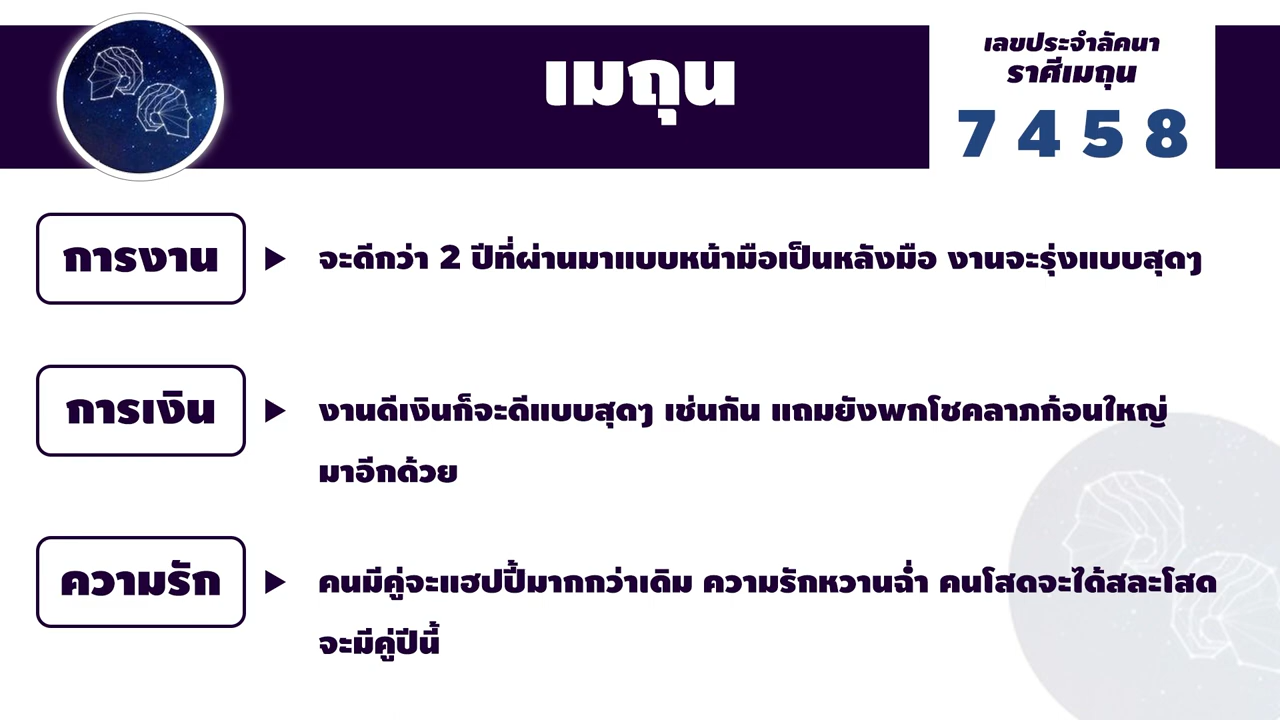 เมถุน
เลขประจำลัคนา
ราศีเมถุน
7 4 5 8
การงาน
จะดีกว่า 2 ปีที่ผ่านมาแบบหน้ามือเป็นหลังมือ งานจะรุ่งแบบสุดๆ
การเงิน
งานดีเงินก็จะดีแบบสุดๆ เช่นกัน แถมยังพกโชคลาภก้อนใหญ่
มาอีกด้วย
ความรัก
คนมีคู่จะแฮปปี้มากกว่าเดิม ความรักหวานฉ่ำ คนโสดจะได้สละโสด
จะมีคู่ปีนี้